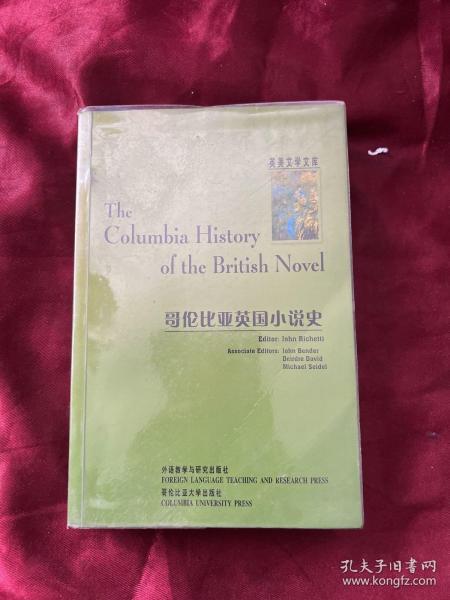 英美文学文库
The
Columbia History
of the British Novel
哥伦比亚英国小说史
Editor: John Richetti
Associate Editors: John Bender
Deirdre David
Michael Seidel
外语教学与研究出版社
FOREIGN LANGUAGE TEACHING AND RESEARCH PRESS
哥伦比亚大学出版社
COLUMBIA UNIVERSITY PRESS
孔夫子旧书网
www.kongfz.com